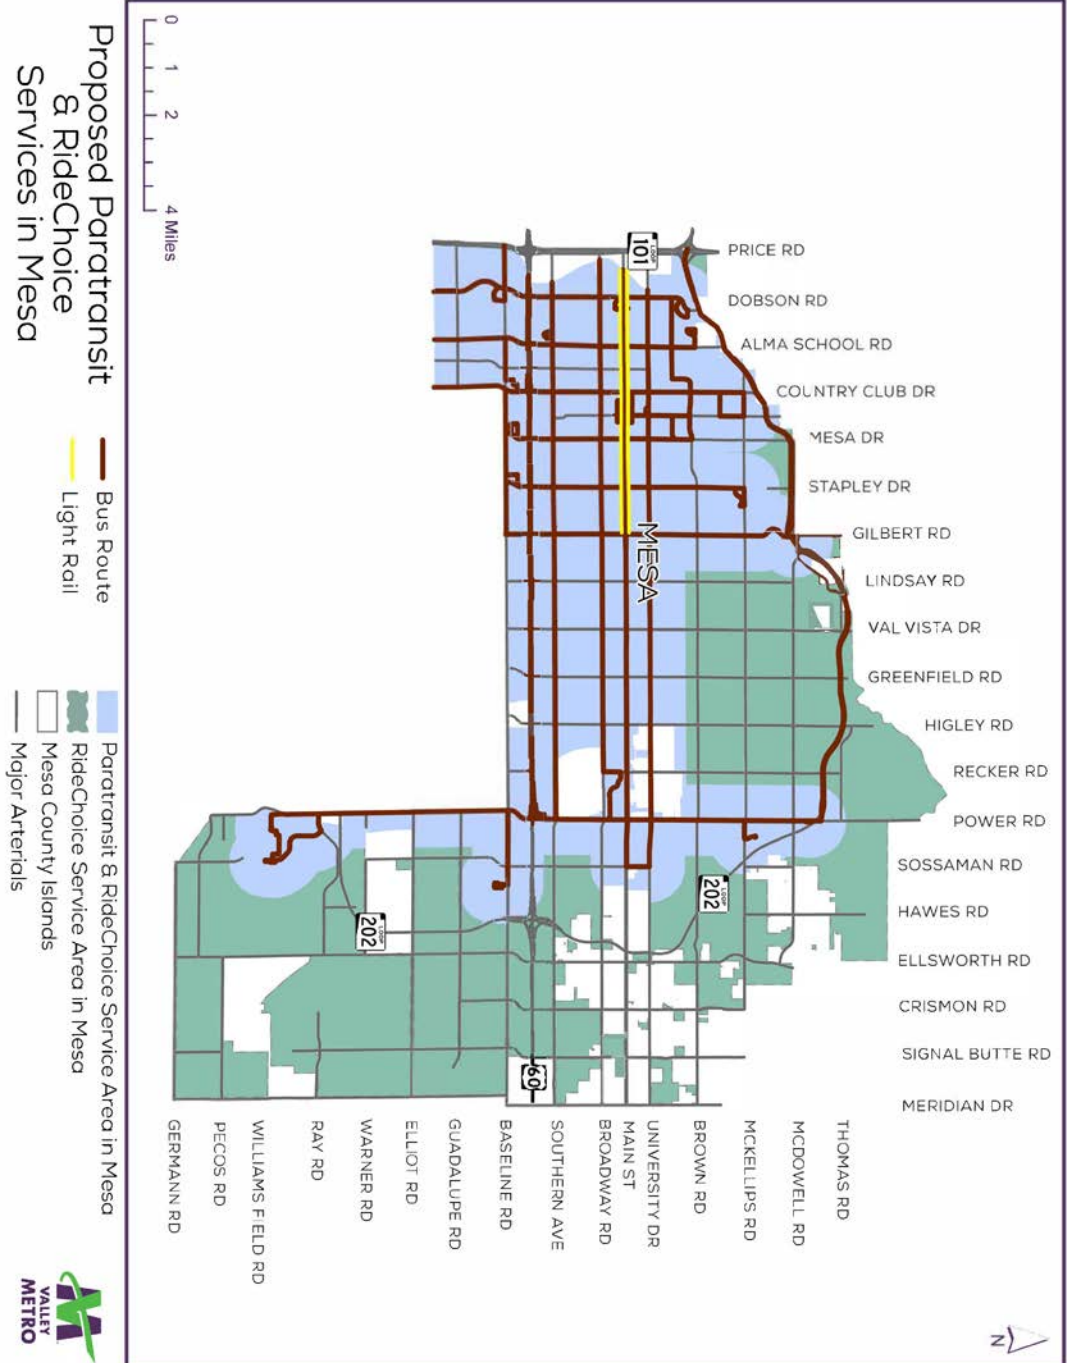 PRICE RD
DOBSON RD
ALMA SCHOOL RD
COUNTRY CLUB DR
MESA DR
STAPLEY DR
GILBERT RD
LINDSAY RD
VAL VISTA DR
GREENFIELD RD
HIGLEY RD
RECKER RD
POWER RD
SOSSAMAN RD
HAWES RD
ELLSWORTH RD
CRISMON RD
SIGNAL BUTTE RD
MERIDIAN DR
THOMAS RD
MCDOWELL RD
MCKELLIPS RD
BROWN RD
UNIVERSITY DR
MAIN ST
BROADWAY RD
SOUTHERN AVE
BASELINE RD
GUADALUPE RD
ELLIOT RD
WARNER RD
RAY RD
WILLIAMS FIELD RD
PECOS RD
GERMANN RD
LOOP
101
MESA
LOOP
202
LOOP
202
60
N
0 1 2 4 Miles
Proposed Paratransit
& RideChoice
Services in Mesa
Bus Route
Light Rail
Paratransit & RideChoice Service Area in Mesa
RideChoice Service Area in Mesa
Mesa County Islands
Major Arterials
VALLEY
METRO